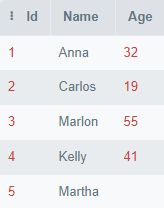 Id Name Age
1 Anna 32
2 Carlos 19
3 Marlon 55
4 Kelly 41
5 Martha